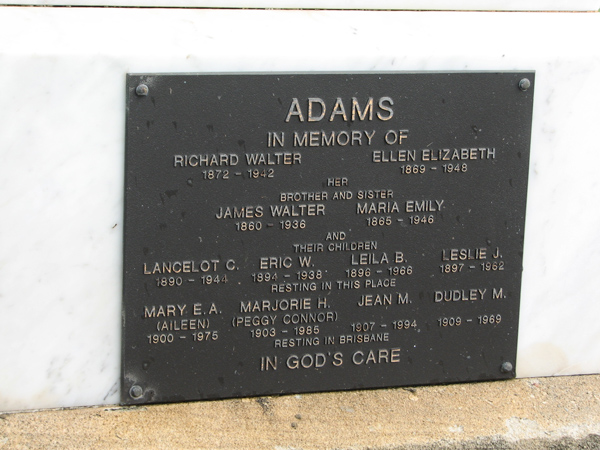 ADAMS
IN MEMORY OF
RICHARD WALTER ELLEN ELIZABETH
1872 - 1942 1869 - 1948
HER
BROTHER AND SISTER
JAMES WALTER MARIA EMILY
1860 - 1936 1865 - 1946
AND
THEIR CHILDREN
LANCELOT C. ERIC W. LEILA B. LESLIE J.
1890 - 1944 1894 - 1938 1896 - 1966 1897 - 1962
RESTING IN THIS PLACE
MARY E.A. MARJORIE H. JEAN M. DUDLEY M.
(AILEEN) (PEGGY CONNOR)
1900 - 1975 1903 - 1985 1907 - 1994 1909 - 1969
RESTING IN BRISBANE
IN GOD'S CARE